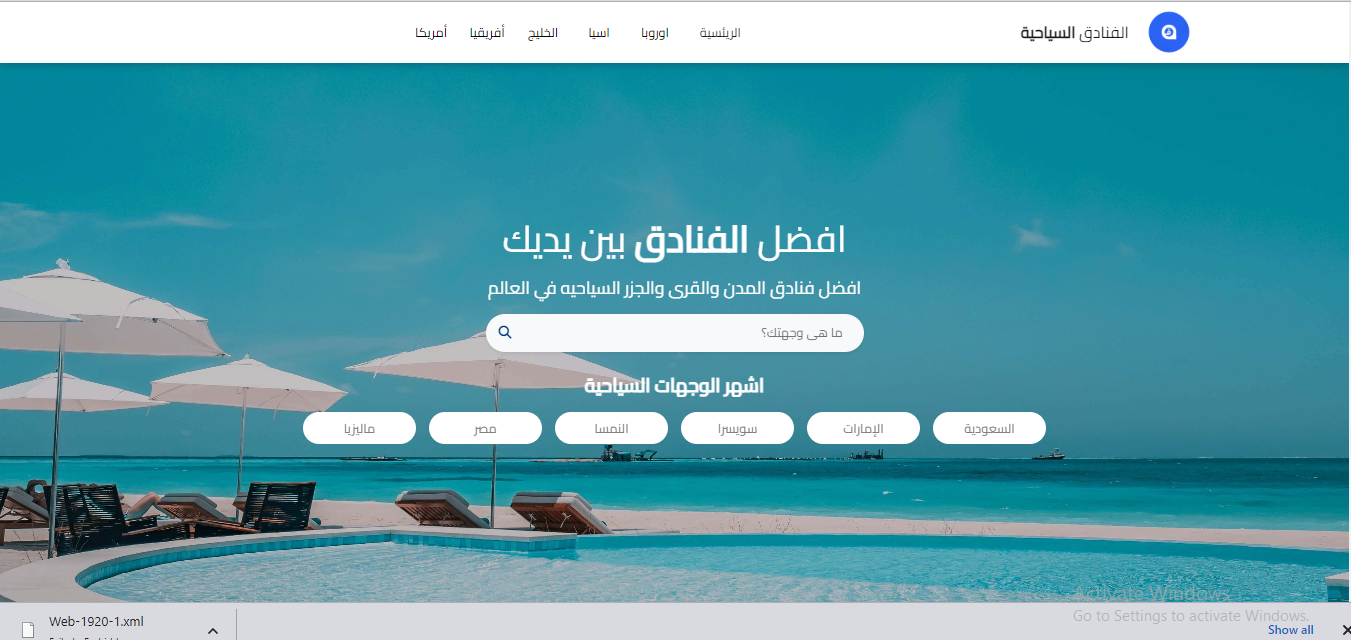 الفنادق السياحية
الريئسية اوروبا اسيا الخليج أفريقيا أمريكا
افضل الفنادق بين يديك
افضل فنادق المدن والقرى والجزر السياحيه في العالم
ما هى وجهتك؟
اشهر الوجهات السياحية
السعودية الإمارات سويسرا النمسا مصر ماليزيا
Activate Windows
Go to Settings to activate Windows.
Web-1920-1.xml
Show all